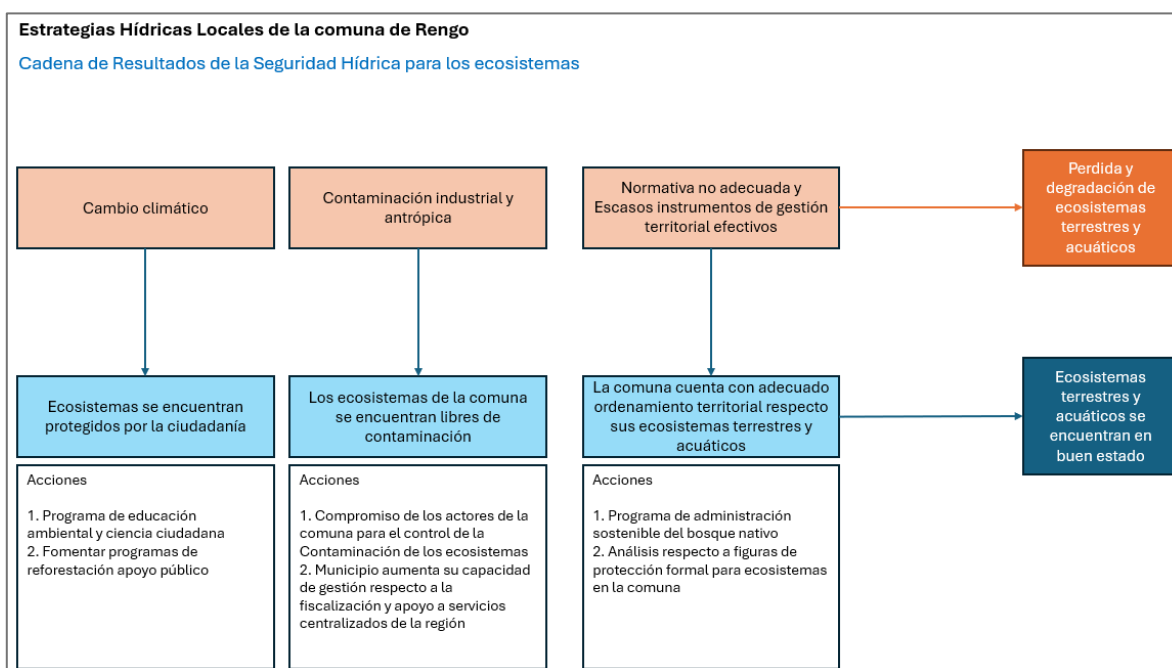 Estrategias Hídricas Locales de la comuna de Rengo
Cadena de Resultados de la Seguridad Hídrica para los ecosistemas
Cambio climático
Contaminación industrial y
antrópica
Normativa no adecuada y
Escasos instrumentos de gestión
territorial efectivos
Perdida y
degradación de
ecosistemas
terrestres y
acuáticos
Ecosistemas se encuentran
protegidos por la ciudadanía
Los ecosistemas de la comuna
se encuentran libres de
contaminación
La comuna cuenta con adecuado
ordenamiento territorial respecto
sus ecosistemas terrestres y
acuáticos
Ecosistemas
terrestres y
acuáticos se
encuentran en
buen estado
Acciones
1. Programa de educación
ambiental y ciencia ciudadana
2. Fomentar programas de
reforestación apoyo público
Acciones
1. Compromiso de los actores de la
comuna para el control de la
Contaminación de los ecosistemas
2. Municipio aumenta su capacidad
de gestión respecto a la
fiscalización y apoyo a servicios
centralizados de la región
Acciones
1. Programa de administración
sostenible del bosque nativo
2. Análisis respecto a figuras de
protección formal para ecosistemas
en la comuna